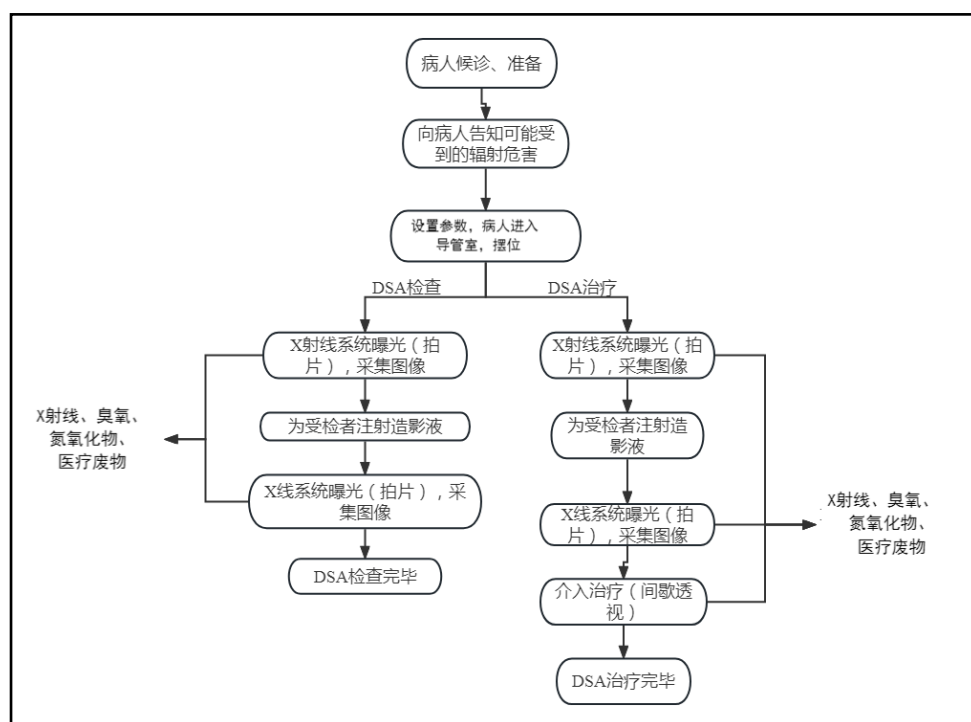 病人候诊、准备
向病人告知可能受
到的辐射危害
设置参数，病人进入
导管室，摆位
DSA检查
DSA治疗
X射线系统曝光（拍
片），采集图像
X射线系统曝光（拍
片），采集图像
为受检者注射造影液
为受检者注射造
影液
X射线、臭氧、
氮氧化物、
医疗废物
X线系统曝光（拍片），采
集图像
X线系统曝光（拍
片），采集图像
X射线、臭氧、
氮氧化物、
医疗废物
DSA检查完毕
介入治疗（间歇透
视）
DSA治疗完毕